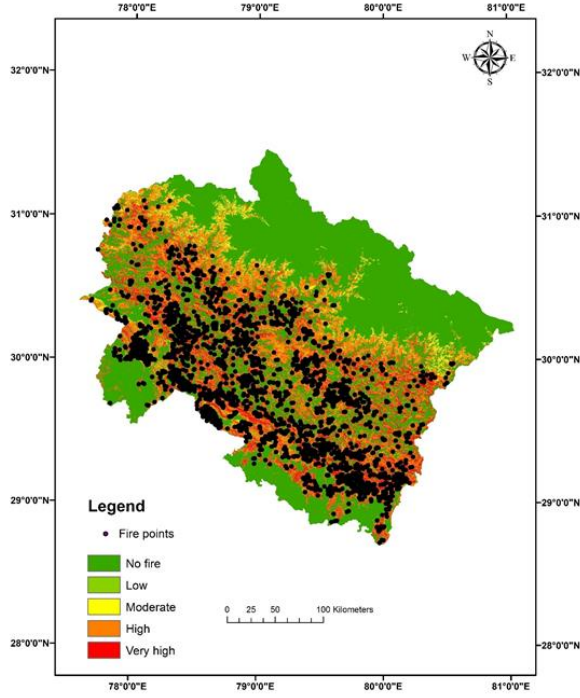 78°0'0"E 79°0'0"E 80°0'0"E 81°0'0"E
32°0'0"N 32°0'0"N
N
W E
S
31°0'0"N 31°0'0"N
30°0'0"N 30°0'0"N
29°0'0"N 29°0'0"N
Legend
Fire points
No fire
Low
Moderate
High
Very high
0 25 50 100 Kilometers
28°0'0"N 28°0'0"N
78°0'0"E 79°0'0"E 80°0'0"E 81°0'0"E